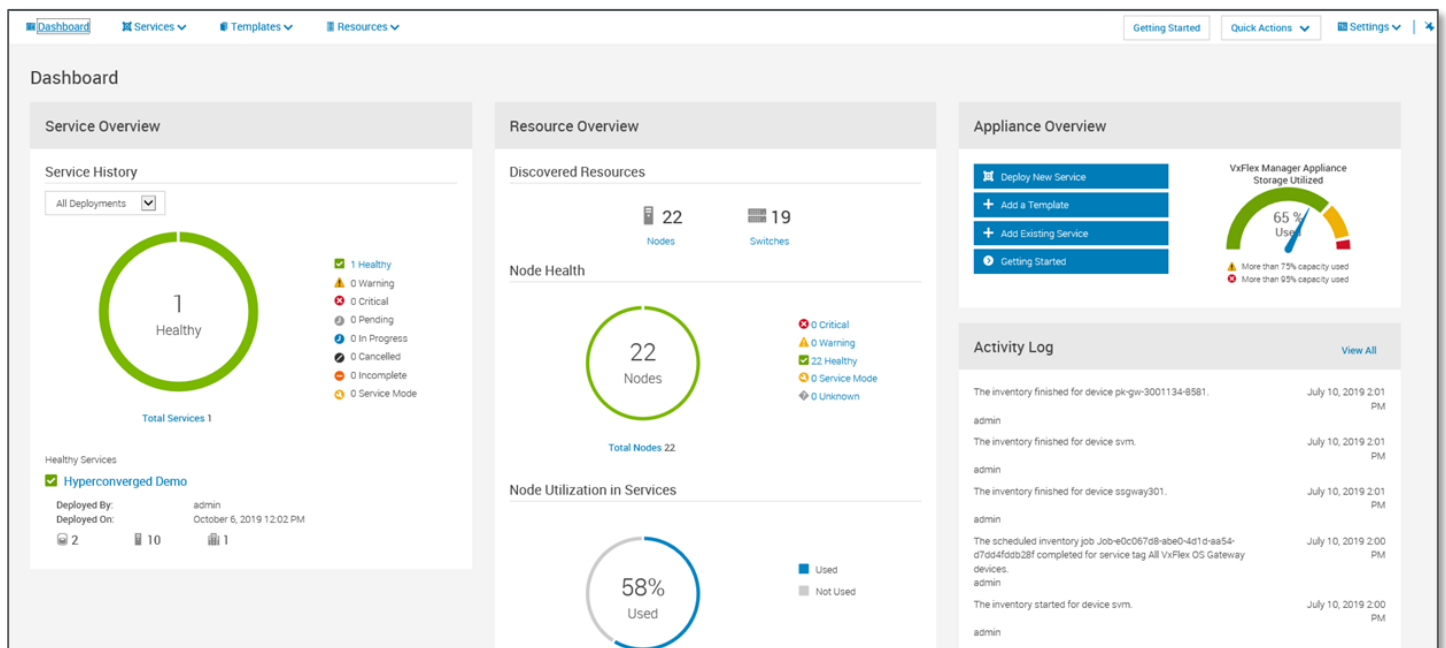 Dashboard Services Templates Resources Getting Started Quick Actions Settings
Dashboard
Service Overview
Service History
All Deployments
1
Healthy
1 Healthy
0 Warning
0 Critical
0 Pending
0 In Progress
0 Cancelled
0 Incomplete
0 Service Mode
Total Services 1
Healthy Services
Hyperconverged Demo
Deployed By: admin
Deployed On: October 6, 2019 12:02 PM
2 10 1
Resource Overview
Discovered Resources
22 19
Nodes Switches
Node Health
22
Nodes
0 Critical
0 Warning
22 Healthy
0 Service Mode
0 Unknown
Total Nodes 22
Node Utilization in Services
58%
Used
Used
Not Used
Appliance Overview
Deploy New Service
Add a Template
Add Existing Service
Getting Started
VxFlex Manager Appliance
Storage Utilized
65 %
Used
More than 75% capacity used
More than 95% capacity used
Activity Log View All
The inventory finished for device pk-gw-3001134-8581. July 10, 2019 2:01
PM
admin
The inventory finished for device svm. July 10, 2019 2:01
PM
admin
The inventory finished for device ssgway301. July 10, 2019 2:01
PM
admin
The scheduled inventory job Job-e0c067d8-abe0-4d1d-aa54- July 10, 2019 2:00
d7dd4fddb28f completed for service tag All VxFlex OS Gateway PM
devices.
admin
The inventory started for device svm. July 10, 2019 2:00
PM
admin